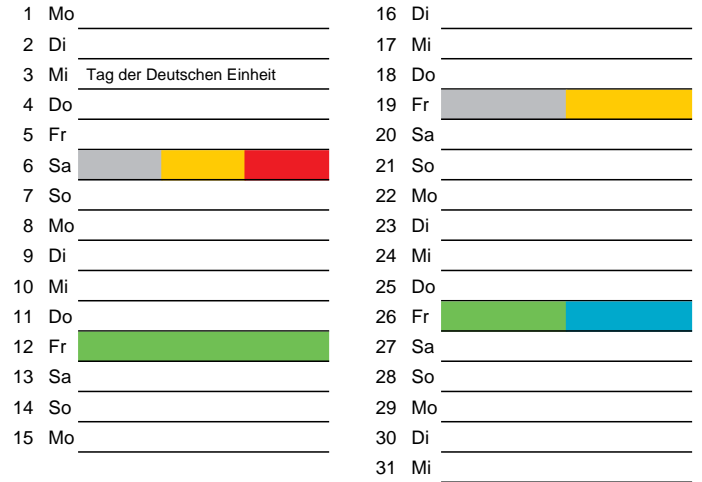 1 Mo
2 Di
3 Mi Tag der Deutschen Einheit
4 Do
5 Fr
6 Sa
7 So
8 Mo
9 Di
10 Mi
11 Do
12 Fr
13 Sa
14 So
15 Mo
16 Di
17 Mi
18 Do
19 Fr
20 Sa
21 So
22 Mo
23 Di
24 Mi
25 Do
26 Fr
27 Sa
28 So
29 Mo
30 Di
31 Mi